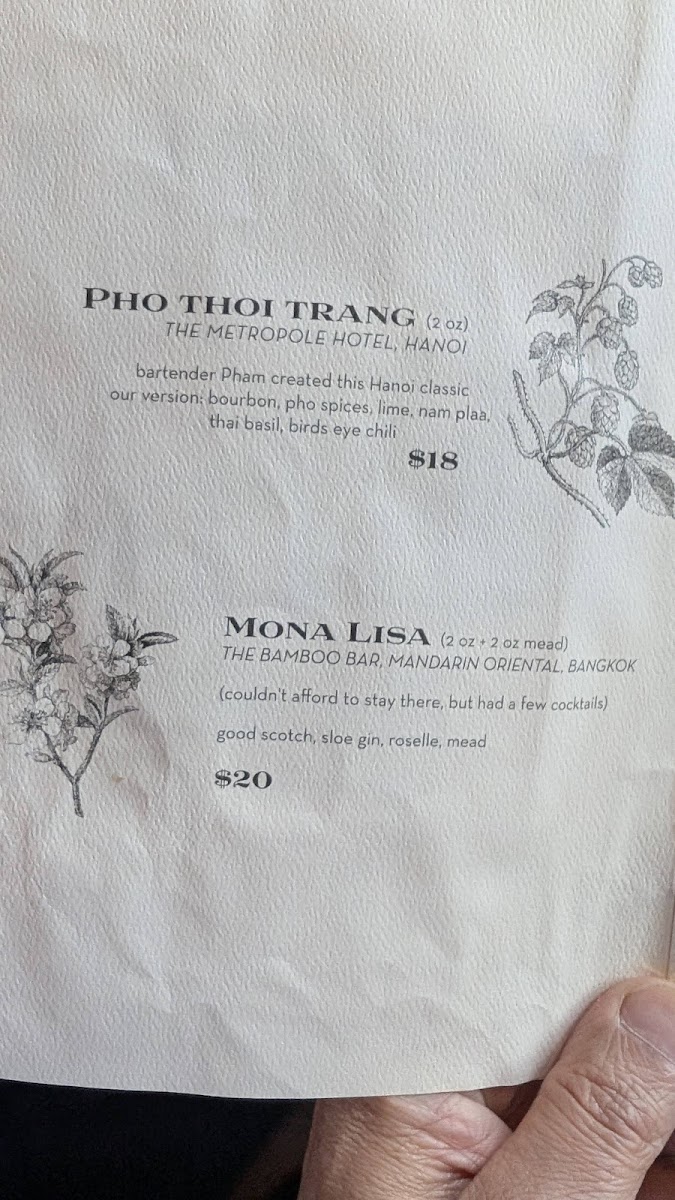 PHO THOI TRANG (2 oz)
THE METROPOLE HOTEL, HANOI
bartender Pham created this Hanoi classic
our version: bourbon, pho spices, lime, nam plaa,
thai basil, birds eye chili
$18
MONA LISA (2 oz + 2 oz mead)
THE BAMBOO BAR, MANDARIN ORIENTAL, BANGKOK
(couldn't afford to stay there, but had a few cocktails)
good scotch, sloe gin, roselle, mead
$20